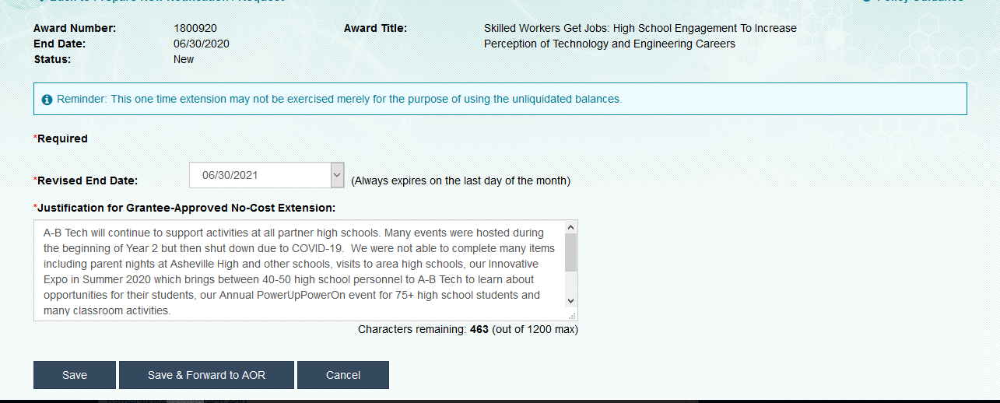 Back to Prepare New Notification / Request
Policy Guidance
Award Number: 1800920 Award Title: Skilled Workers Get Jobs: High School Engagement To Increase
End Date: 06/30/2020 Perception of Technology and Engineering Careers
Status: New
Reminder: This one time extension may not be exercised merely for the purpose of using the unliquidated balances.
*Required
*Revised End Date: 06/30/2021 (Always expires on the last day of the month)
*Justification for Grantee-Approved No-Cost Extension:
A-B Tech will continue to support activities at all partner high schools. Many events were hosted during
the beginning of Year 2 but then shut down due to COVID-19.  We were not able to complete many items
including parent nights at Asheville High and other schools, visits to area high schools, our Innovative
Expo in Summer 2020 which brings between 40-50 high school personnel to A-B Tech to learn about
opportunities for their students, our Annual PowerUpPowerOn event for 75+ high school students and
many classroom activities.
Characters remaining: 463 (out of 1200 max)
Save Save & Forward to AOR Cancel